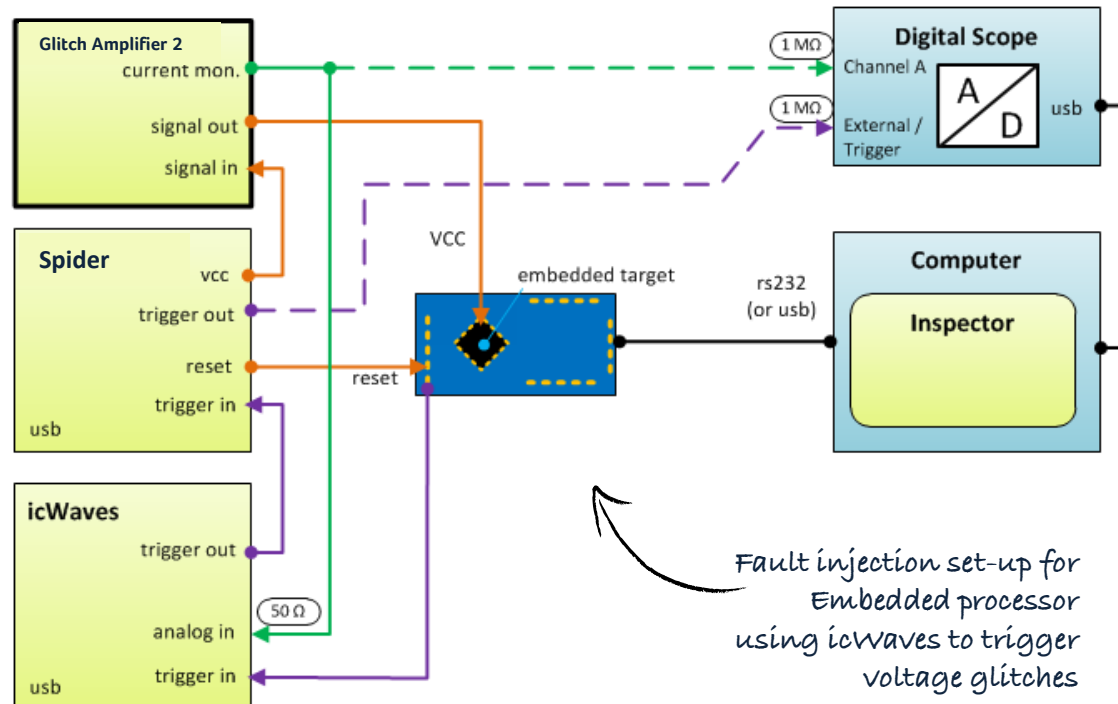 Glitch Amplifier 2
current mon.
signal out
signal in
Spider
vcc
trigger out
reset
trigger in
usb
icWaves
trigger out
50 Ω
analog in
trigger in
usb
VCC
embedded target
reset
1 MΩ
Digital Scope
Channel A
A
D
usb
1 MΩ
External /
Trigger
rs232
(or usb)
Computer
Inspector
Fault injection set-up for
Embedded processor
using icWaves to trigger
voltage glitches